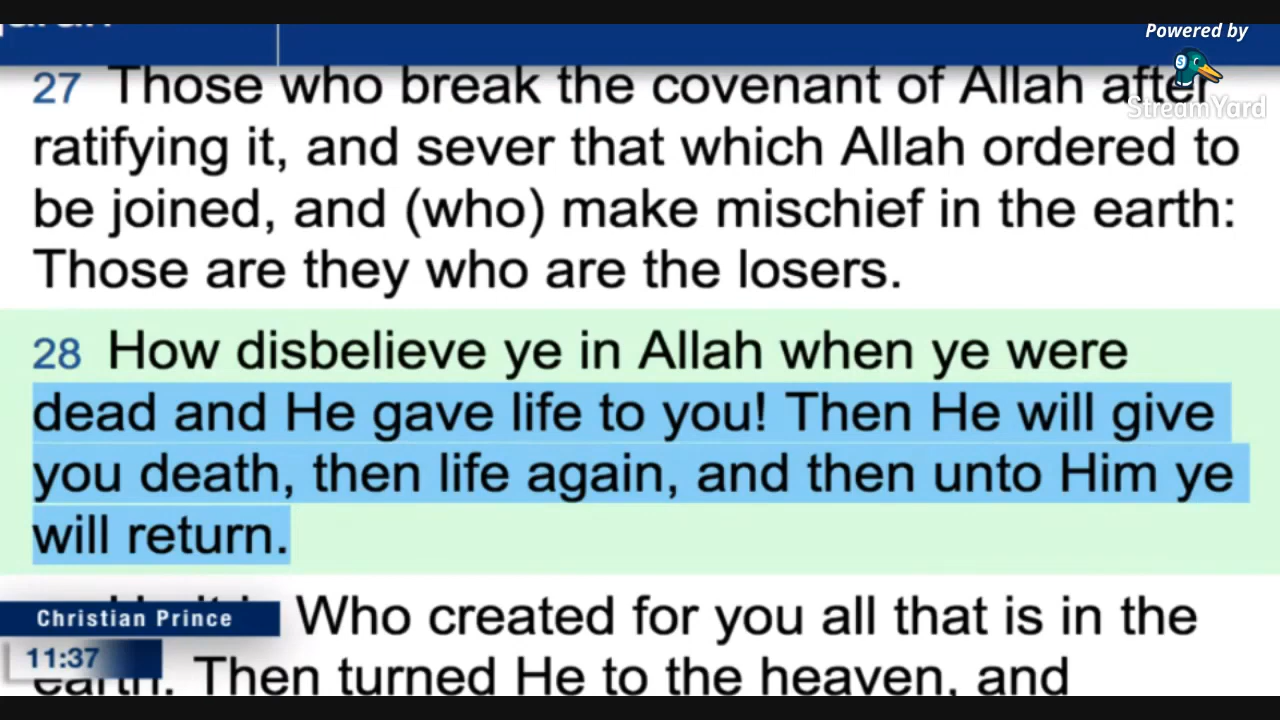 Powered by
StreamYard
27 Those who break the covenant of Allah after
ratifying it, and sever that which Allah ordered to
be joined, and (who) make mischief in the earth:
Those are they who are the losers.
28 How disbelieve ye in Allah when ye were
dead and He gave life to you! Then He will give
you death, then life again, and then unto Him ye
will return.
Who created for you all that is in the
earth. Then turned He to the heaven, and
Christian Prince
11:37